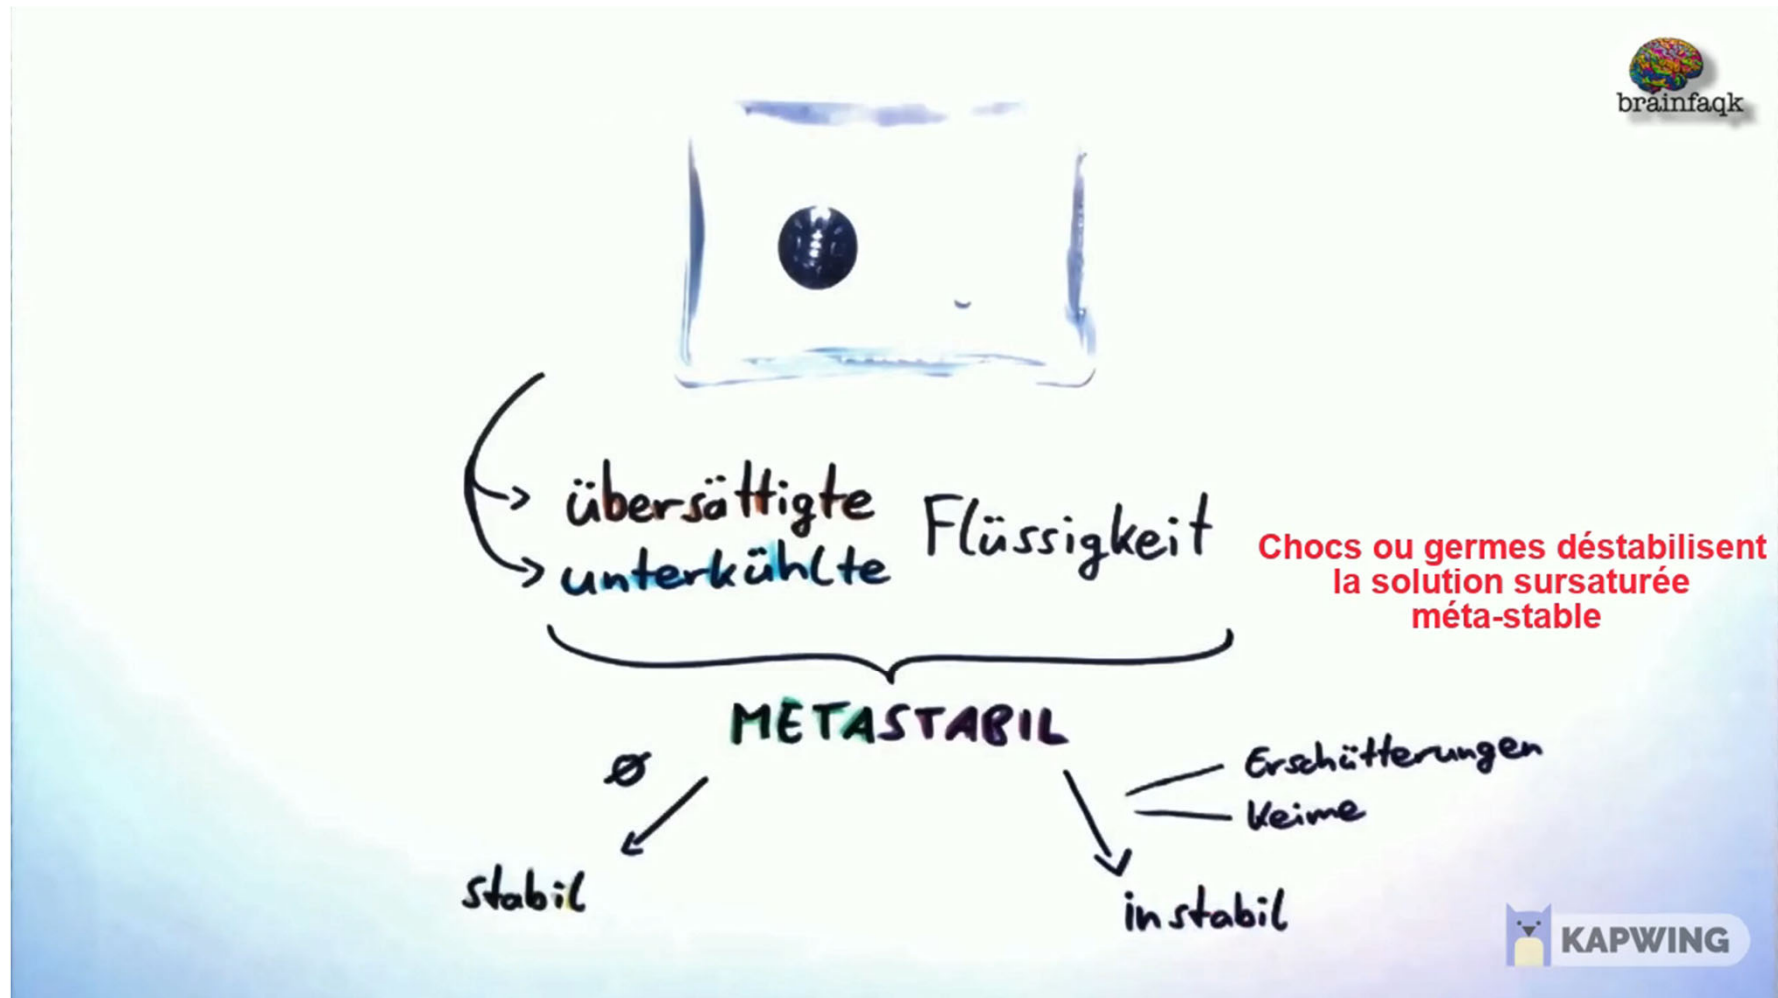 brainfaqk
übersättigte
unterkühlte
Flüssigkeit
Chocs ou germes déstabilisent
la solution sursaturée
méta-stable
METASTABIL
Ø
Erschütterungen
Keime
stabil
instabil
KAPWING